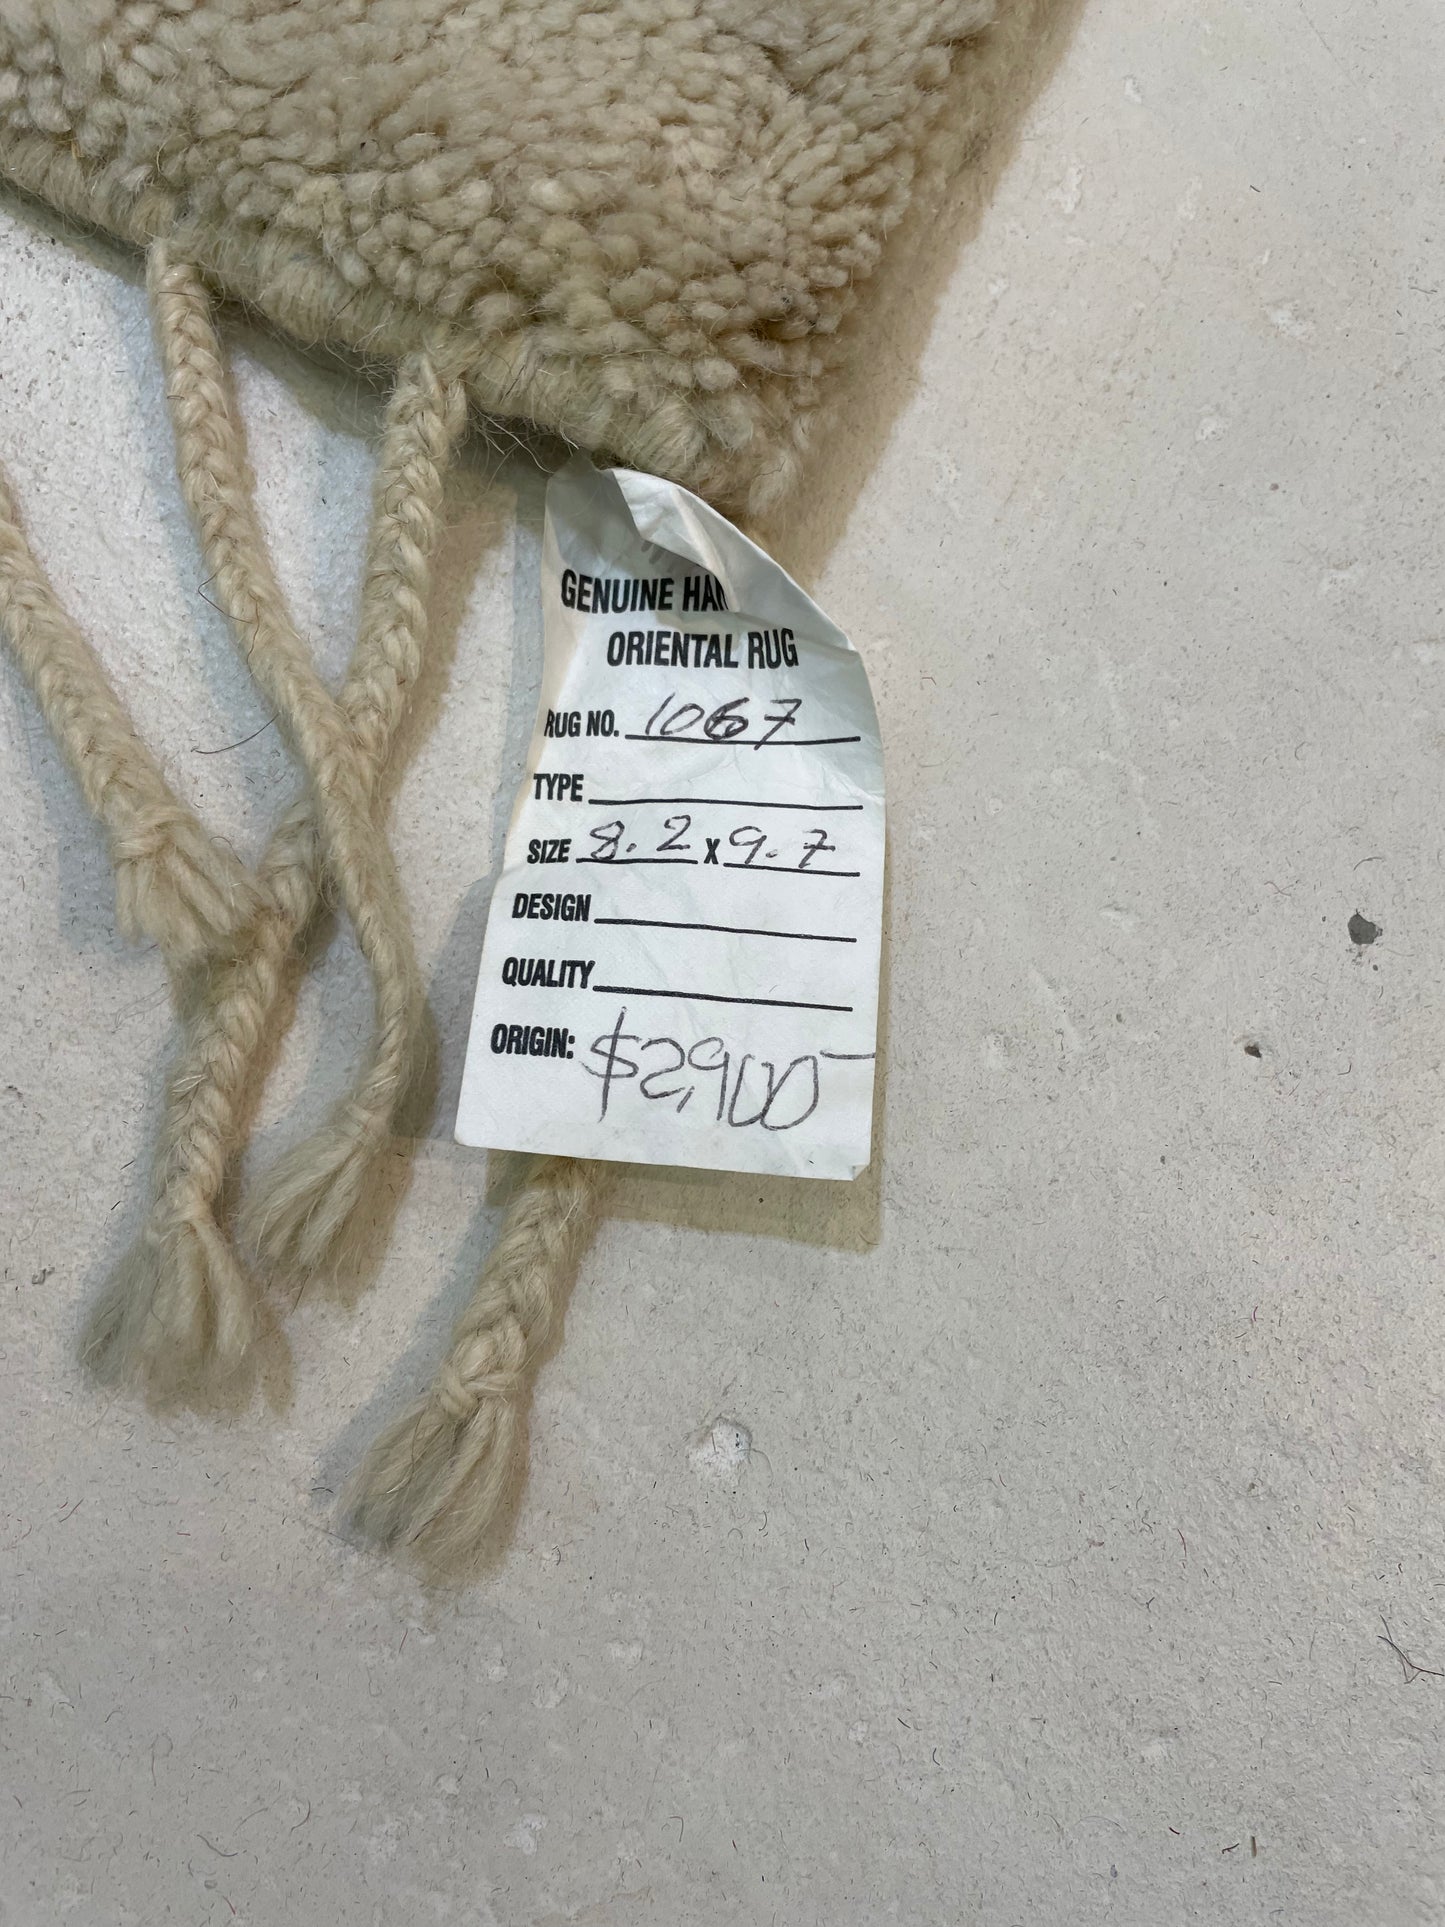 GENUINE HAN
ORIENTAL RUG
RUG NO. 1067
TYPE
SIZE 8.2 X 9.7
DESIGN
QUALITY
ORIGIN: $2,900-